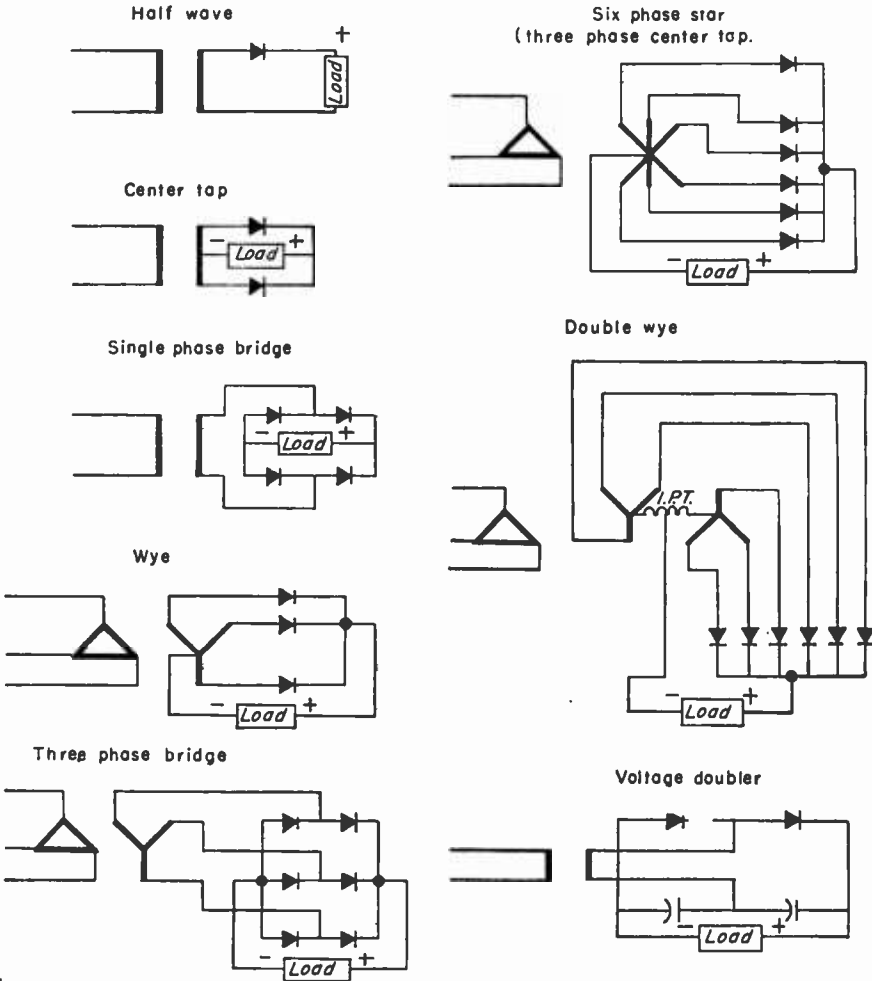 Half wave
+
Load
Center tap
- Load +
Single phase bridge
- Load +
Wye
- Load +
Three phase bridge
- Load +
Six phase star
(three phase center tap.
- Load +
Double wye
I.P.T.
- Load +
Voltage doubler
- Load +